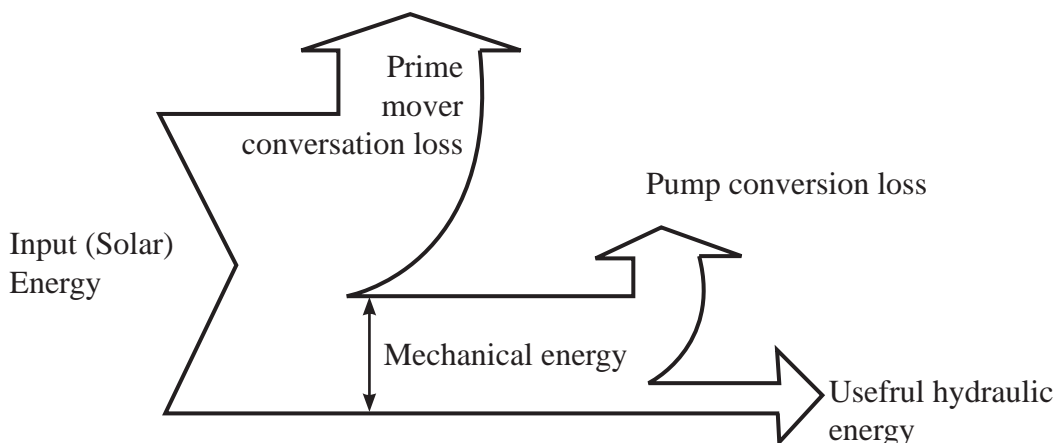 Prime
mover
conversation loss
Pump conversion loss
Input (Solar)
Energy
Mechanical energy
Usefrul hydraulic
energy